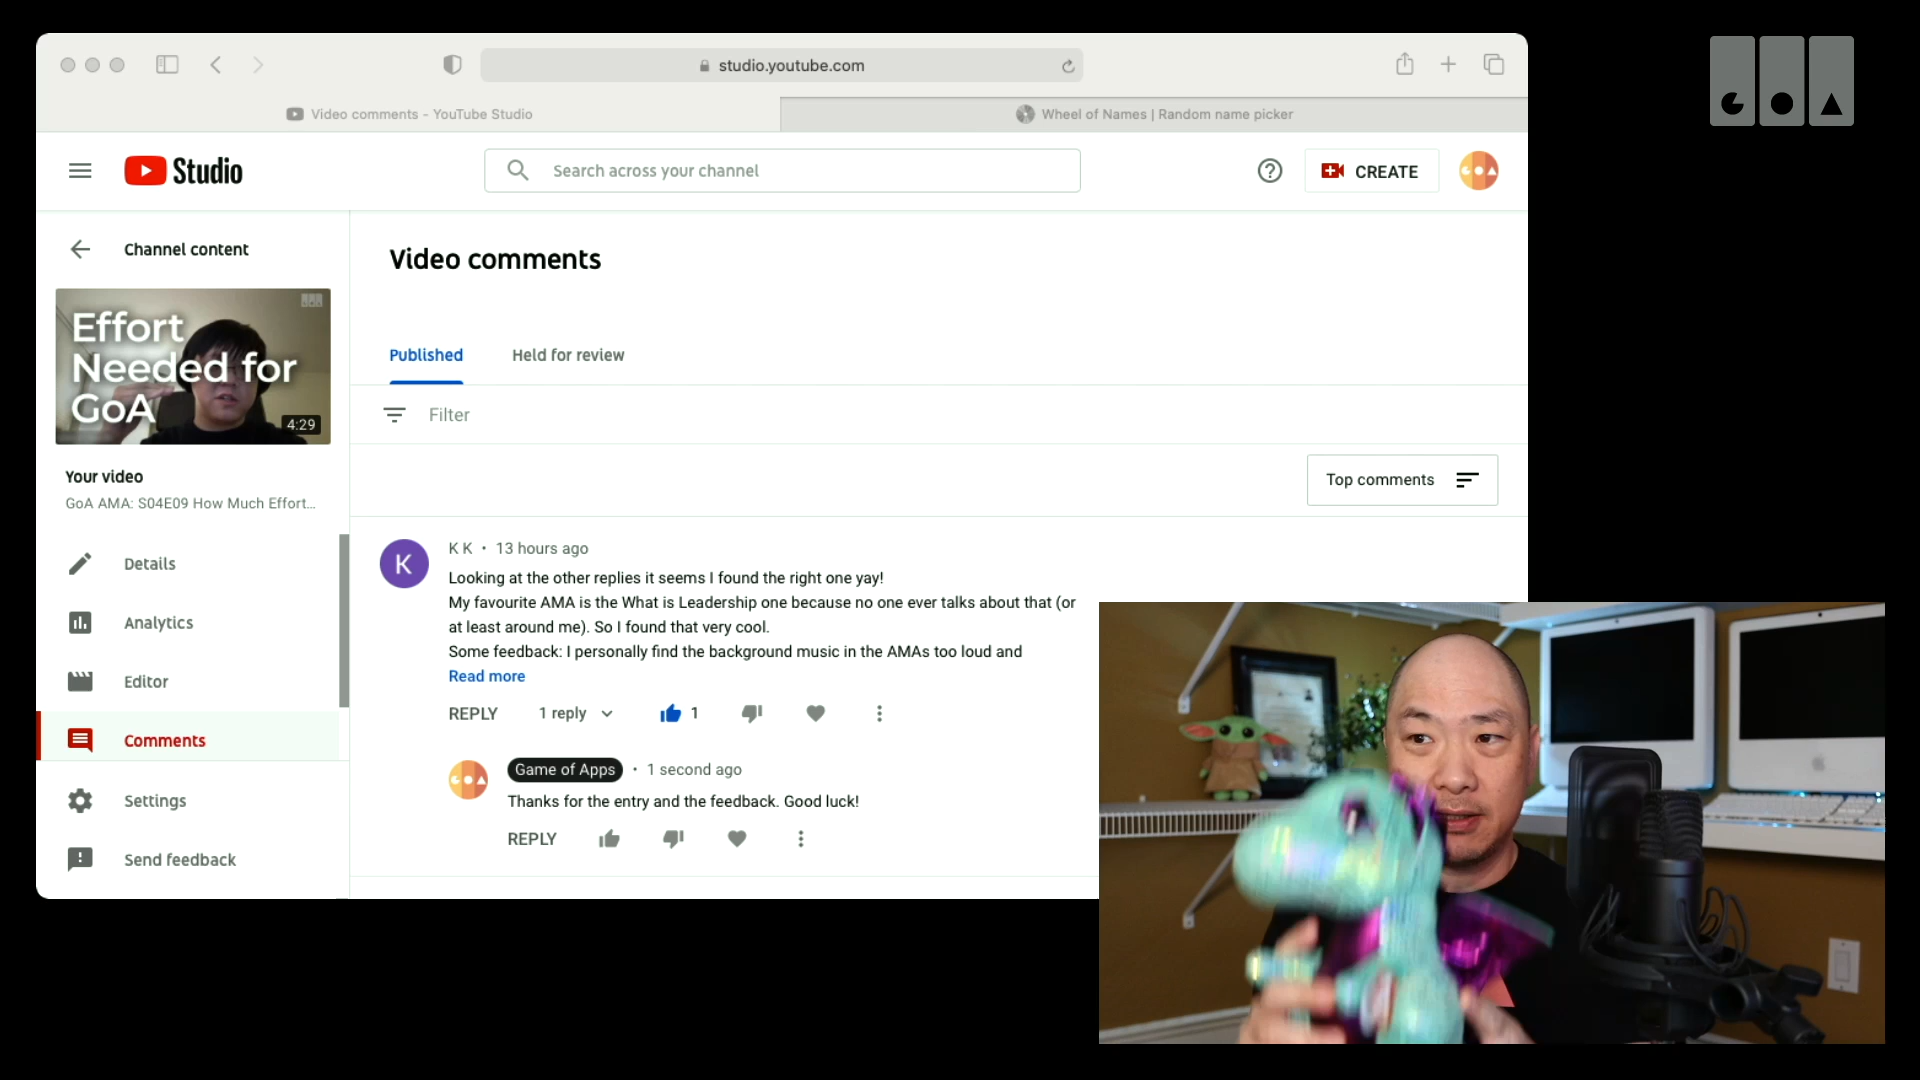 studio.youtube.com
Video comments - YouTube Studio
Wheel of Names | Random name picker
Studio
Search across your channel
CREATE
Channel content
Effort
Needed for
GoA
4:29
Your video
GoA AMA: S04E09 How Much Effort...
Details
Analytics
Editor
Comments
Settings
Send feedback
Video comments
Published
Held for review
Filter
Top comments
K
K K • 13 hours ago
Looking at the other replies it seems I found the right one yay!
My favourite AMA is the What is Leadership one because no one ever talks about that (or
at least around me). So I found that very cool.
Some feedback: I personally find the background music in the AMAs too loud and
Read more
REPLY
1 reply
1
Game of Apps • 1 second ago
Thanks for the entry and the feedback. Good luck!
REPLY